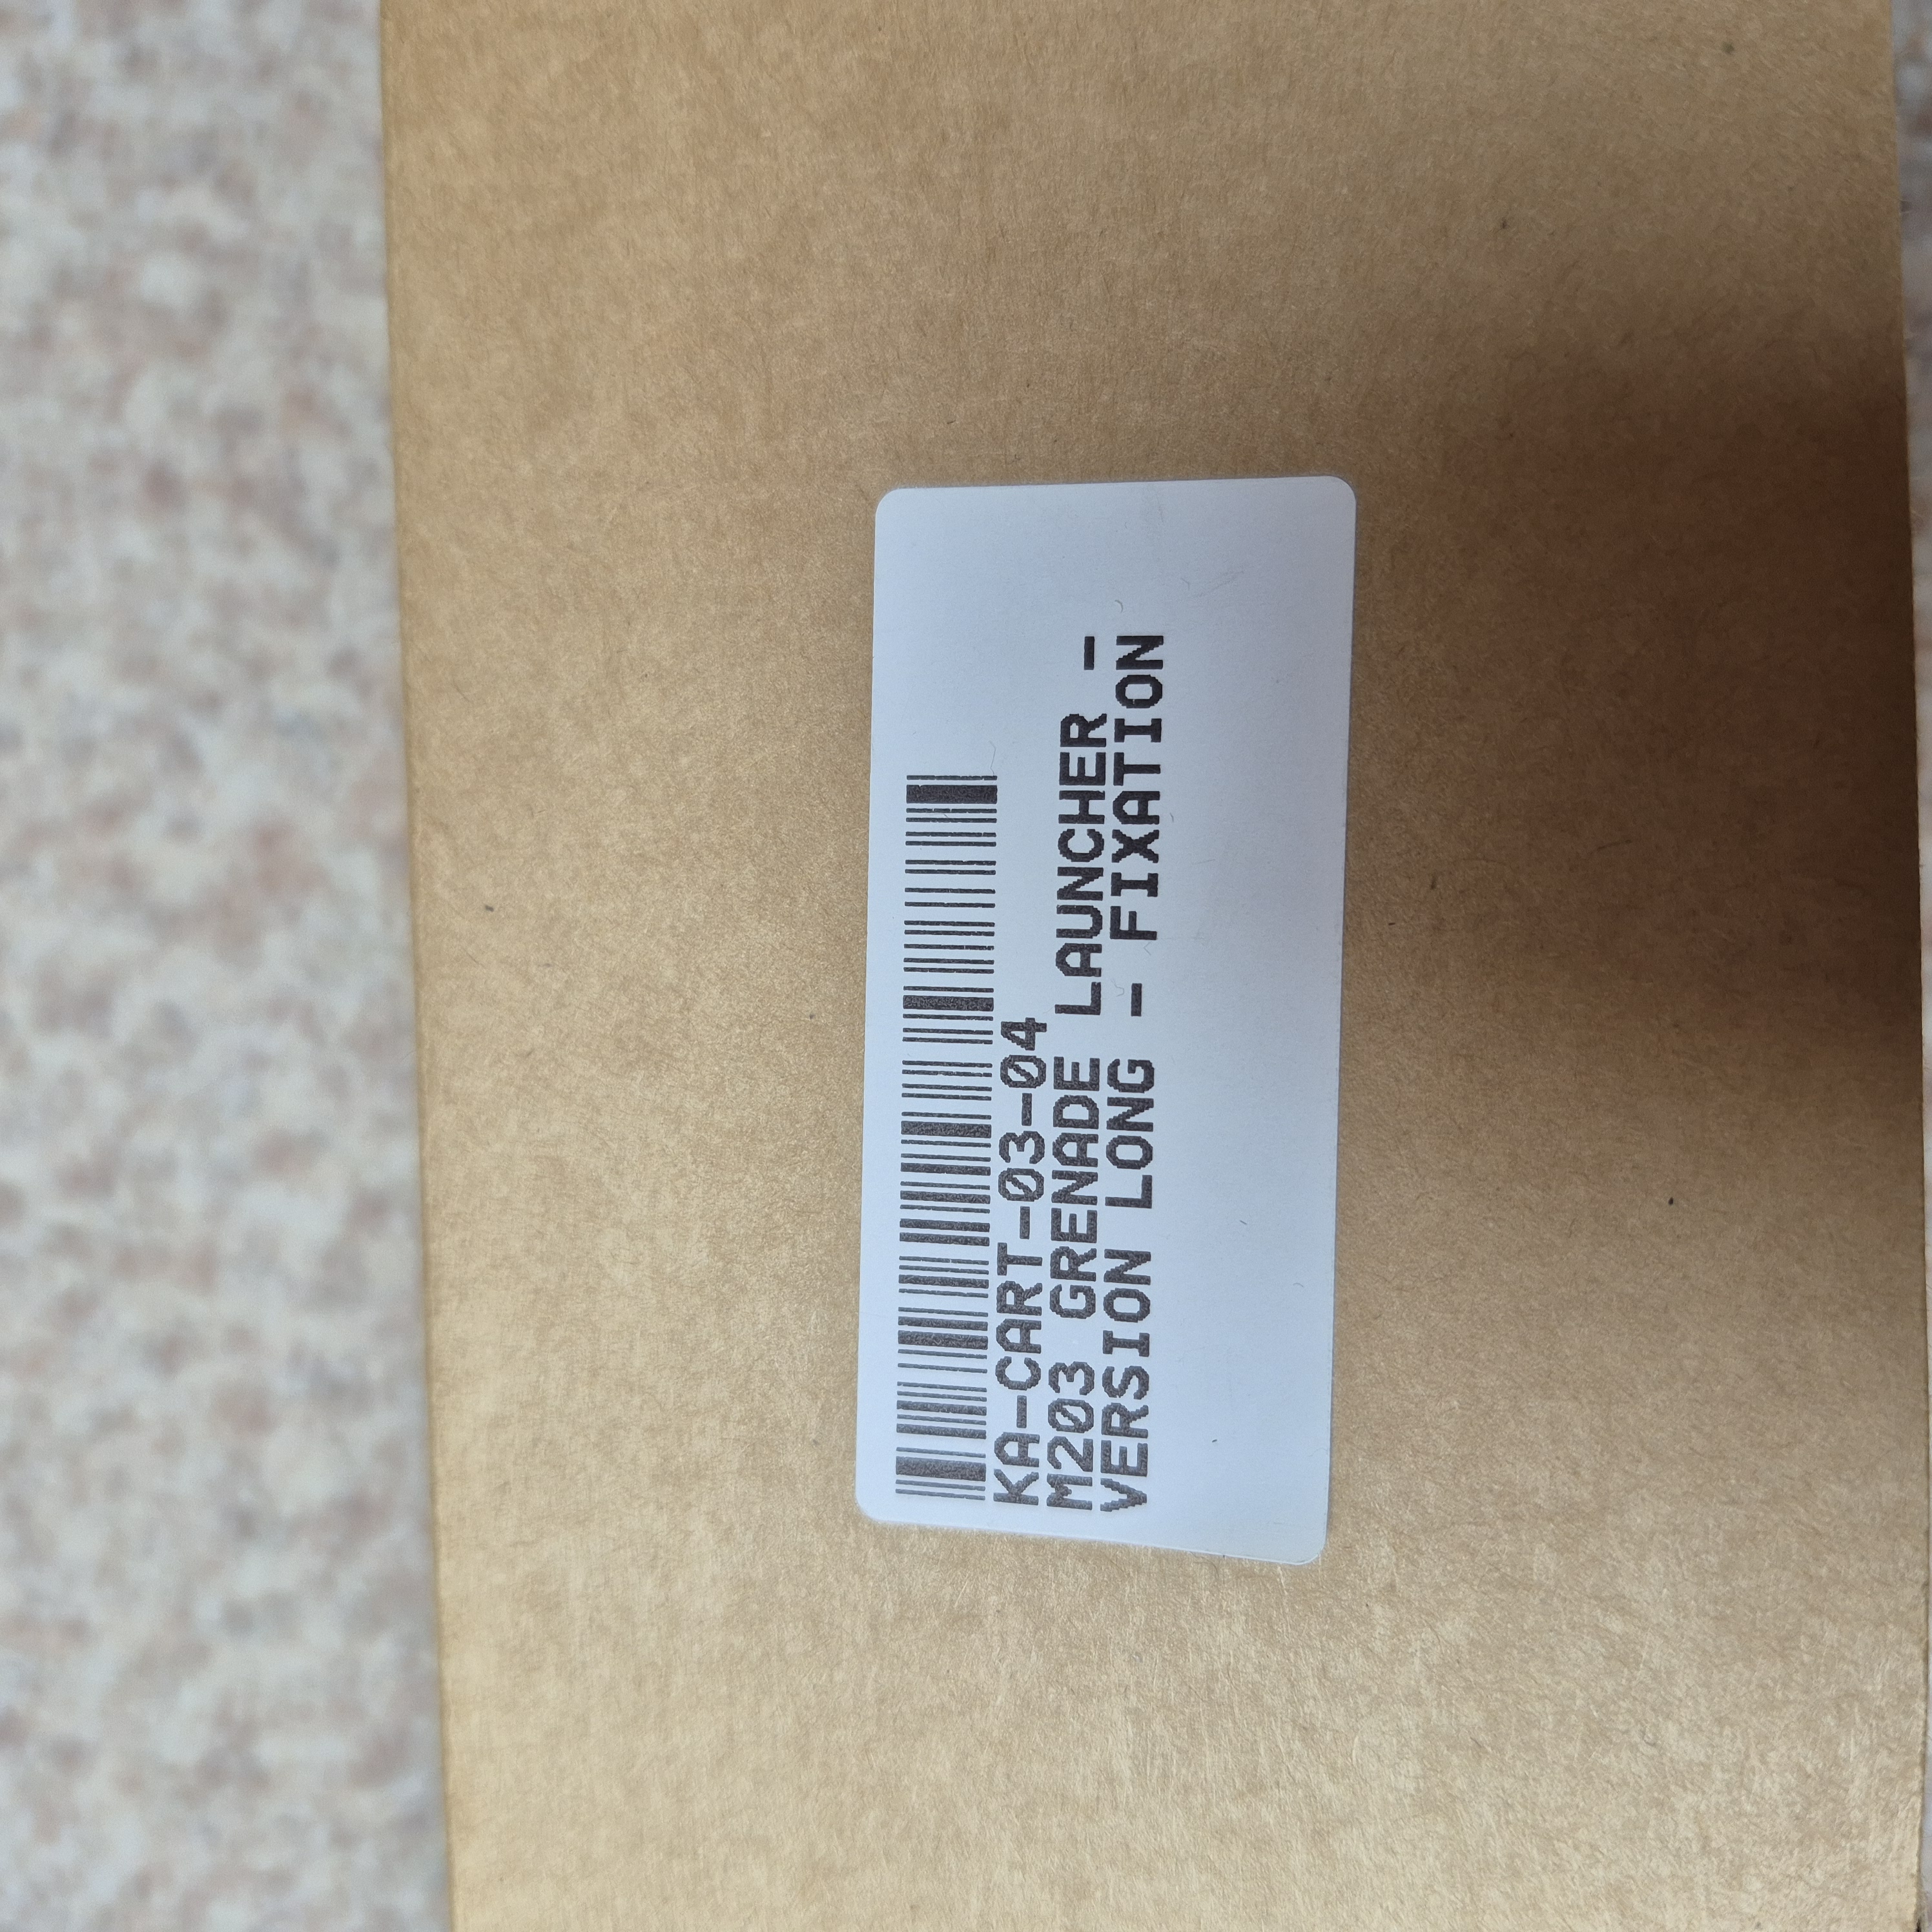 KA-CART-03-04
M203 GRENADE LAUNCHER -
VERSION LONG - FIXATION